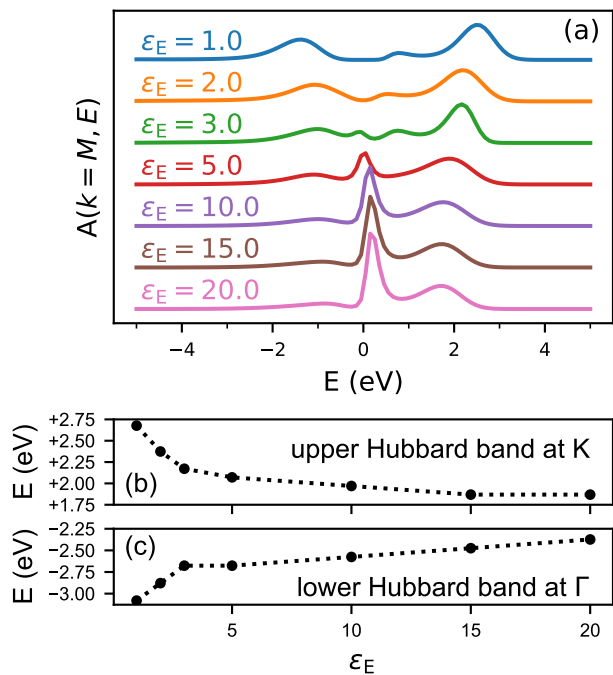 (a)
ε_E = 1.0
ε_E = 2.0
ε_E = 3.0
ε_E = 5.0
ε_E = 10.0
ε_E = 15.0
ε_E = 20.0
A(k = M, E)
−4 −2 0 2 4
E (eV)
+2.75
+2.50
+2.25
+2.00
+1.75
E (eV)
upper Hubbard band at K
(b)
−2.25
−2.50
−2.75
−3.00
E (eV)
(c)
lower Hubbard band at Γ
5 10 15 20
ε_E